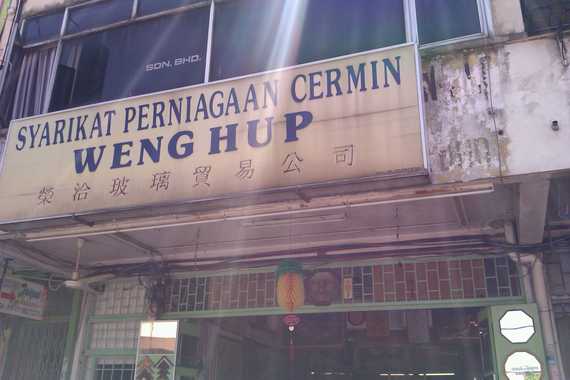 SDN. BHD.
SYARIKAT PERNIAGAAN CERMIN
WENG HUP
榮洽玻璃貿易公司